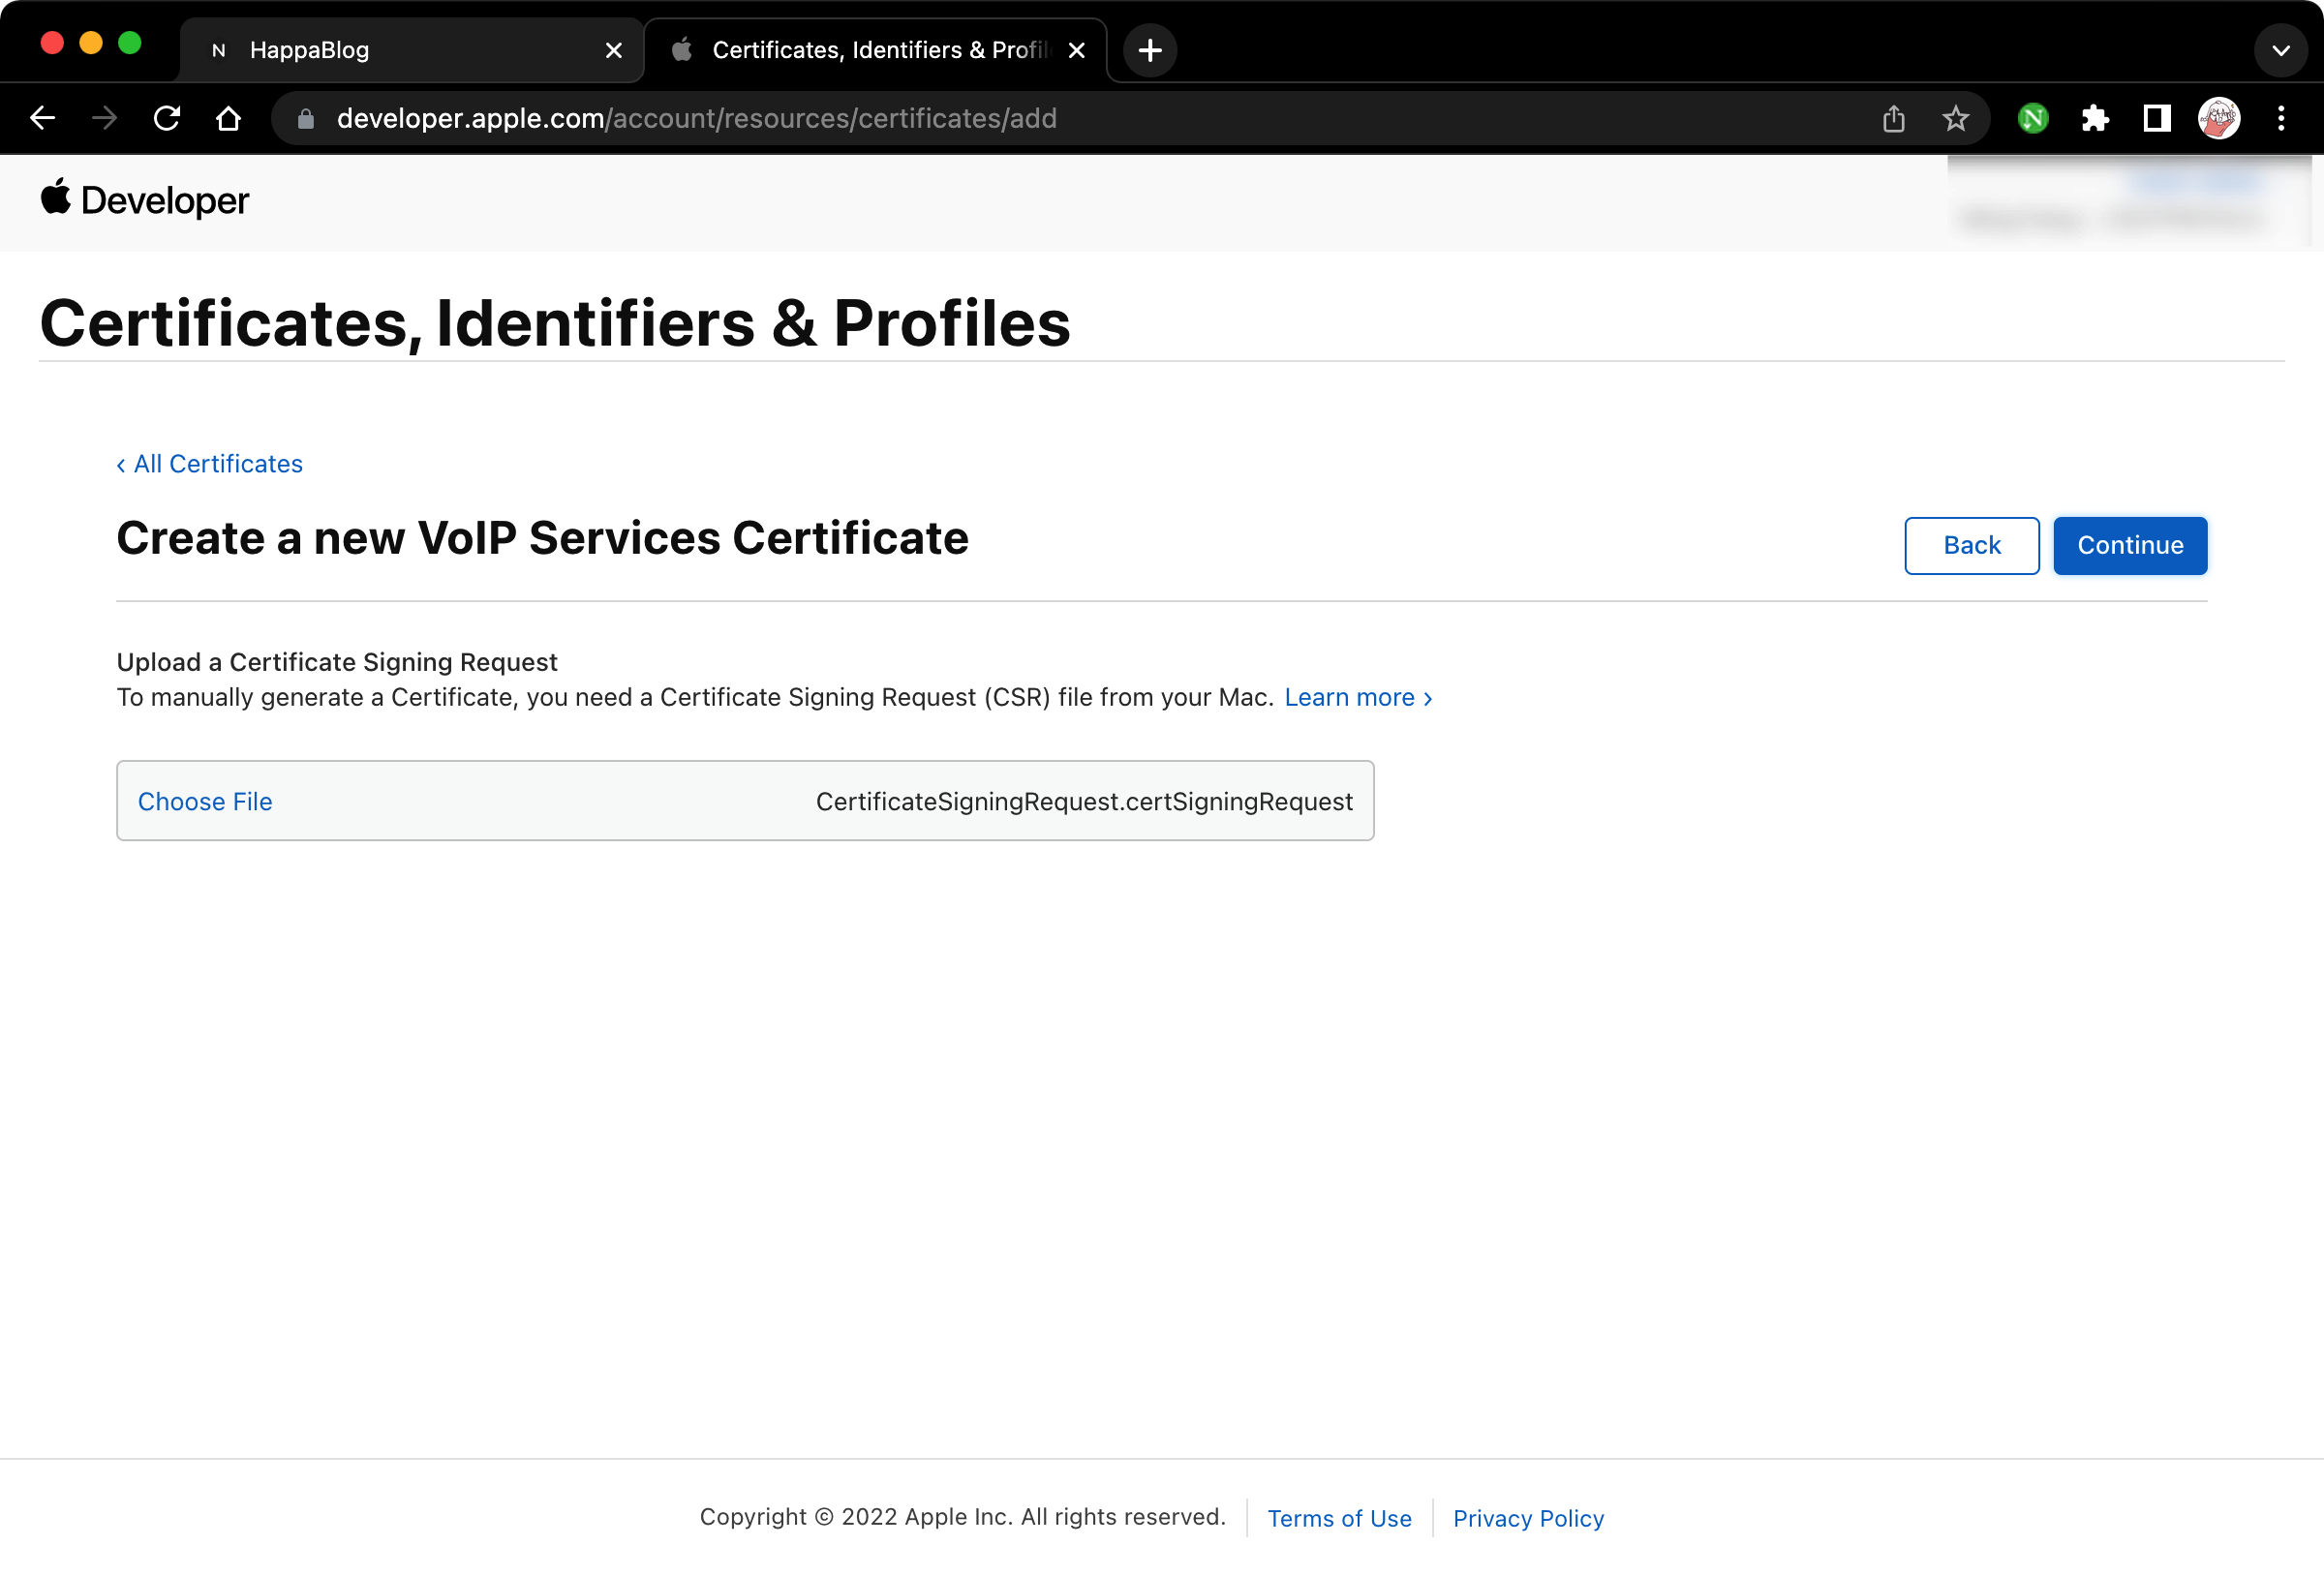 N HappaBlog
Certificates, Identifiers & Profil
developer.apple.com/account/resources/certificates/add
Developer
Certificates, Identifiers & Profiles
‹ All Certificates
Create a new VoIP Services Certificate
Back
Continue
Upload a Certificate Signing Request
To manually generate a Certificate, you need a Certificate Signing Request (CSR) file from your Mac. Learn more ›
Choose File
CertificateSigningRequest.certSigningRequest
Copyright © 2022 Apple Inc. All rights reserved.
Terms of Use
Privacy Policy